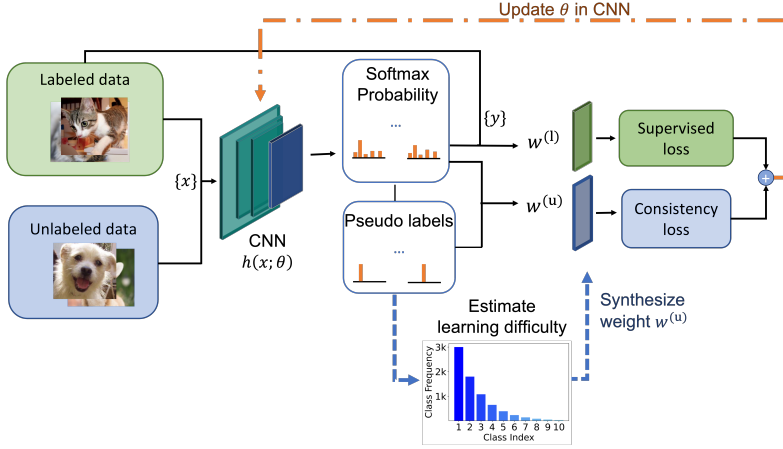 Update θ in CNN
Labeled data
Softmax
Probability
...
{y}
{x}
w^(l)
Supervised
loss
+
Unlabeled data
Pseudo labels
...
w^(u)
Consistency
loss
CNN
h(x; θ)
Estimate
learning difficulty
Synthesize
weight w^(u)
3k
2k
1k
Class Frequency
1 2 3 4 5 6 7 8 9 10
Class Index